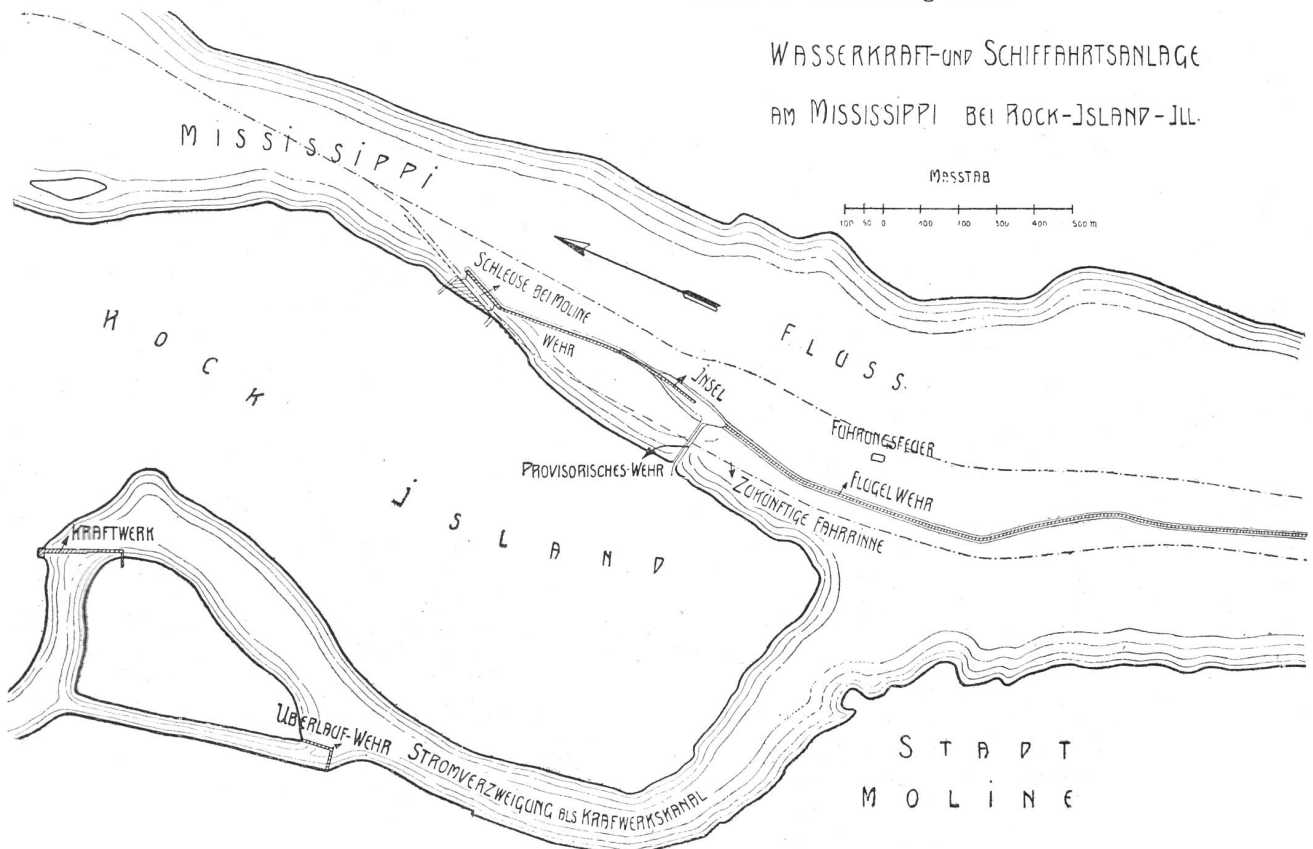 WASSERKRAFT-UND SCHIFFAHRTSANLAGE
AM MISSISSIPPI BEI ROCK-ISLAND-ILL.
MASSTAB
100 50 0 100 200 300 400 500 m
MISSISSIPPI
FLUSS.
SCHLEUSE BEI MOLINE
WEHR
INSEL
ROCK
ISLAND
FÜHRUNGSFEUER
PROVISORISCHES-WEHR
ZUKÜNFTIGE FAHRRINNE
FLÜGEL WEHR
KRAFTWERK
ÜBERLAUF-WEHR
STROMVERZWEIGUNG ALS KRAFWERKSKANAL
STADT
MOLINE